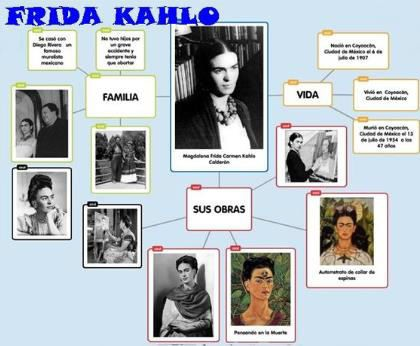 FRIDA KAHLO
Se casó con
Diego Rivera un
famoso
muralista
mexicano
No tuvo hijos por
un grave
accidente y
siempre tenía
que abortar
FAMILIA
Magdalena Frida Carmen Kahlo
Calderón
VIDA
Nació en Coyoacán,
Ciudad de México el 6 de
julio de 1907
Vivió en Coyoacán,
Ciudad de México
Murió en Coyoacán,
Ciudad de México el 13
de julio de 1954 a los
47 años
SUS OBRAS
Pensando en la Muerte
Autorretrato de collar de
espinas